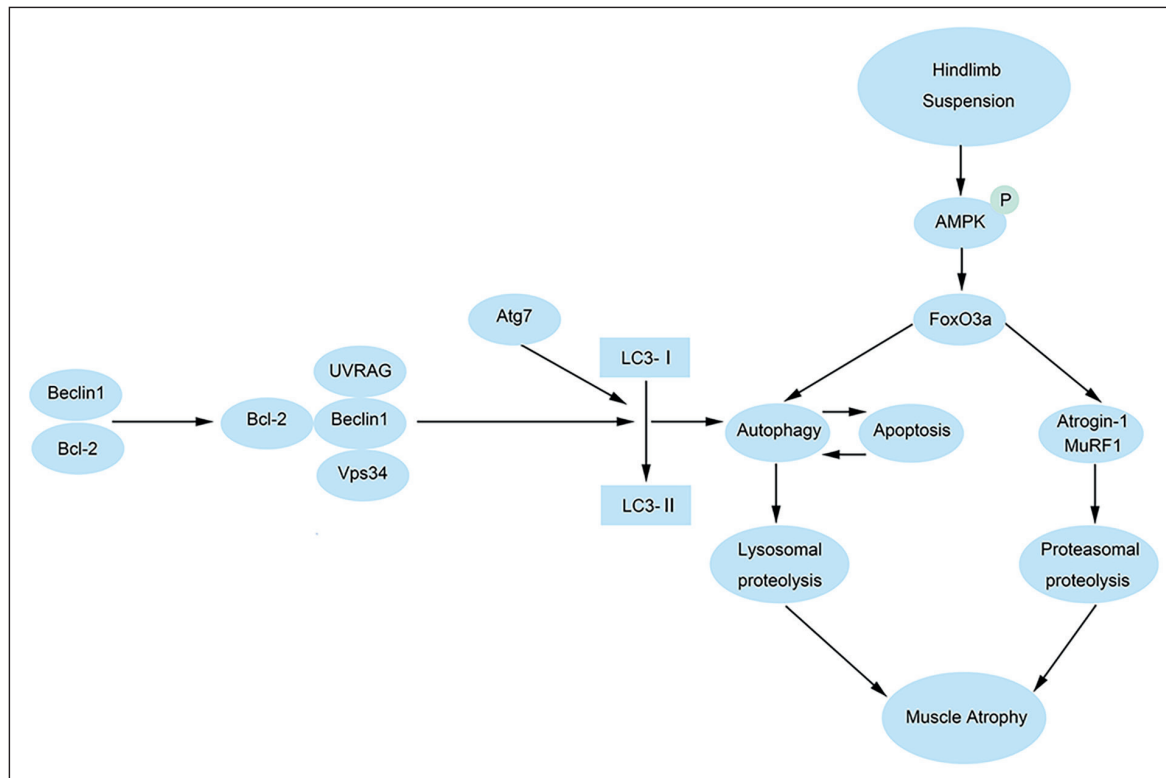 Hindlimb
Suspension
P
AMPK
FoxO3a
Atg7
LC3-Ⅰ
UVRAG
Beclin1
Bcl-2
Bcl-2
Beclin1
Vps34
LC3-Ⅱ
Autophagy
Apoptosis
Atrogin-1
MuRF1
Lysosomal
proteolysis
Proteasomal
proteolysis
Muscle Atrophy